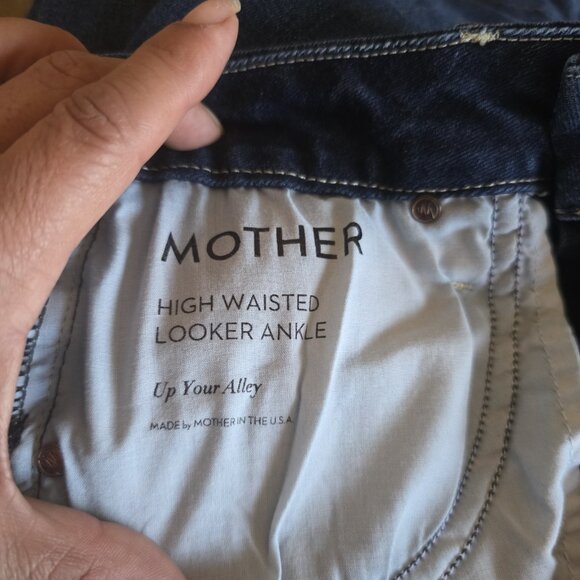 MOTHER
HIGH WAISTED
LOOKER ANKLE
Up Your Alley
MADE by MOTHER IN THE U.S.A.